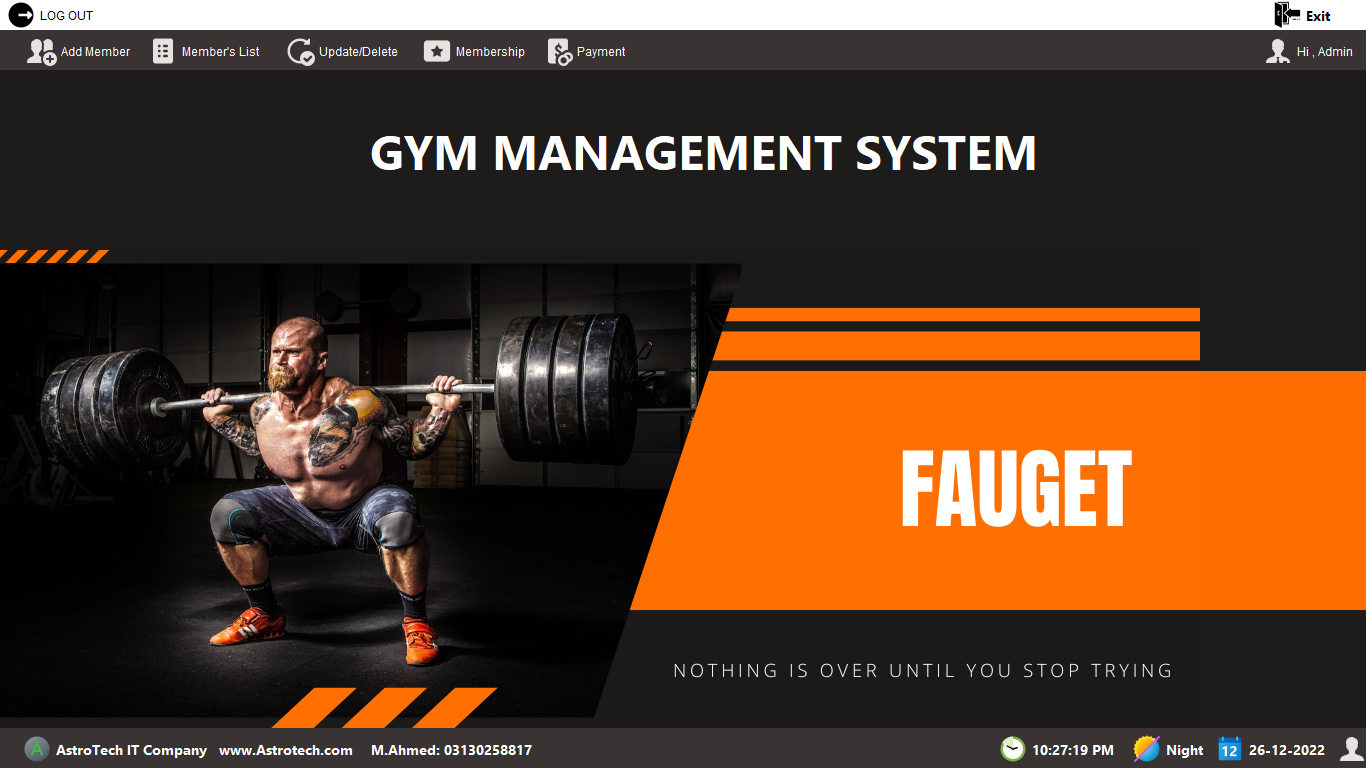 LOG OUT
Exit
Add Member
Member's List
Update/Delete
Membership
Payment
Hi , Admin
GYM MANAGEMENT SYSTEM
FAUGET
NOTHING IS OVER UNTIL YOU STOP TRYING
A
AstroTech IT Company
www.Astrotech.com
M.Ahmed: 03130258817
10:27:19 PM
Night
12
26-12-2022